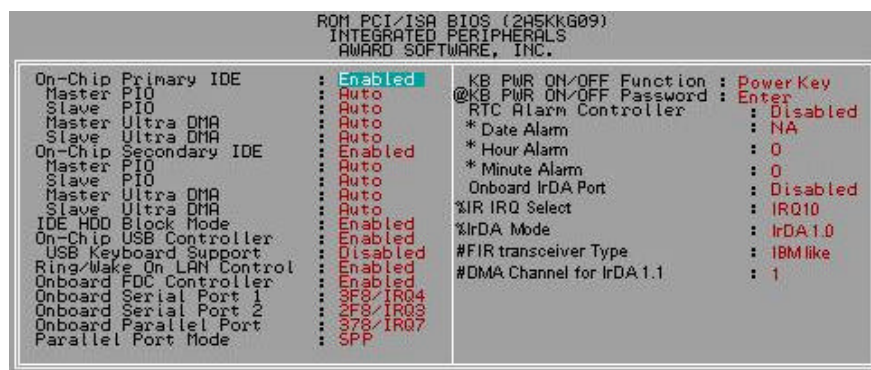 ROM PCI/ISA BIOS (2A5KKG09)
INTEGRATED PERIPHERALS
AWARD SOFTWARE, INC.
On-Chip Primary IDE : Enabled
Master PIO : Auto
Slave PIO : Auto
Master Ultra DMA : Auto
Slave Ultra DMA : Auto
On-Chip Secondary IDE : Enabled
Master PIO : Auto
Slave PIO : Auto
Master Ultra DMA : Auto
Slave Ultra DMA : Auto
IDE HDD Block Mode : Enabled
On-Chip USB Controller : Enabled
USB Keyboard Support : Disabled
Ring/Wake On LAN Control : Enabled
Onboard FDC Controller : Enabled
Onboard Serial Port 1 : 3F8/IRQ4
Onboard Serial Port 2 : 2F8/IRQ3
Onboard Parallel Port : 378/IRQ7
Parallel Port Mode : SPP
KB PWR ON/OFF Function : Power Key
@KB PWR ON/OFF Password : Enter
RTC Alarm Controller : Disabled
* Date Alarm : NA
* Hour Alarm : 0
* Minute Alarm : 0
Onboard IrDA Port : Disabled
%IR IRQ Select : IRQ10
%IrDA Mode : IrDA 1.0
#FIR transceiver Type : IBM like
#DMA Channel for IrDA 1.1 : 1